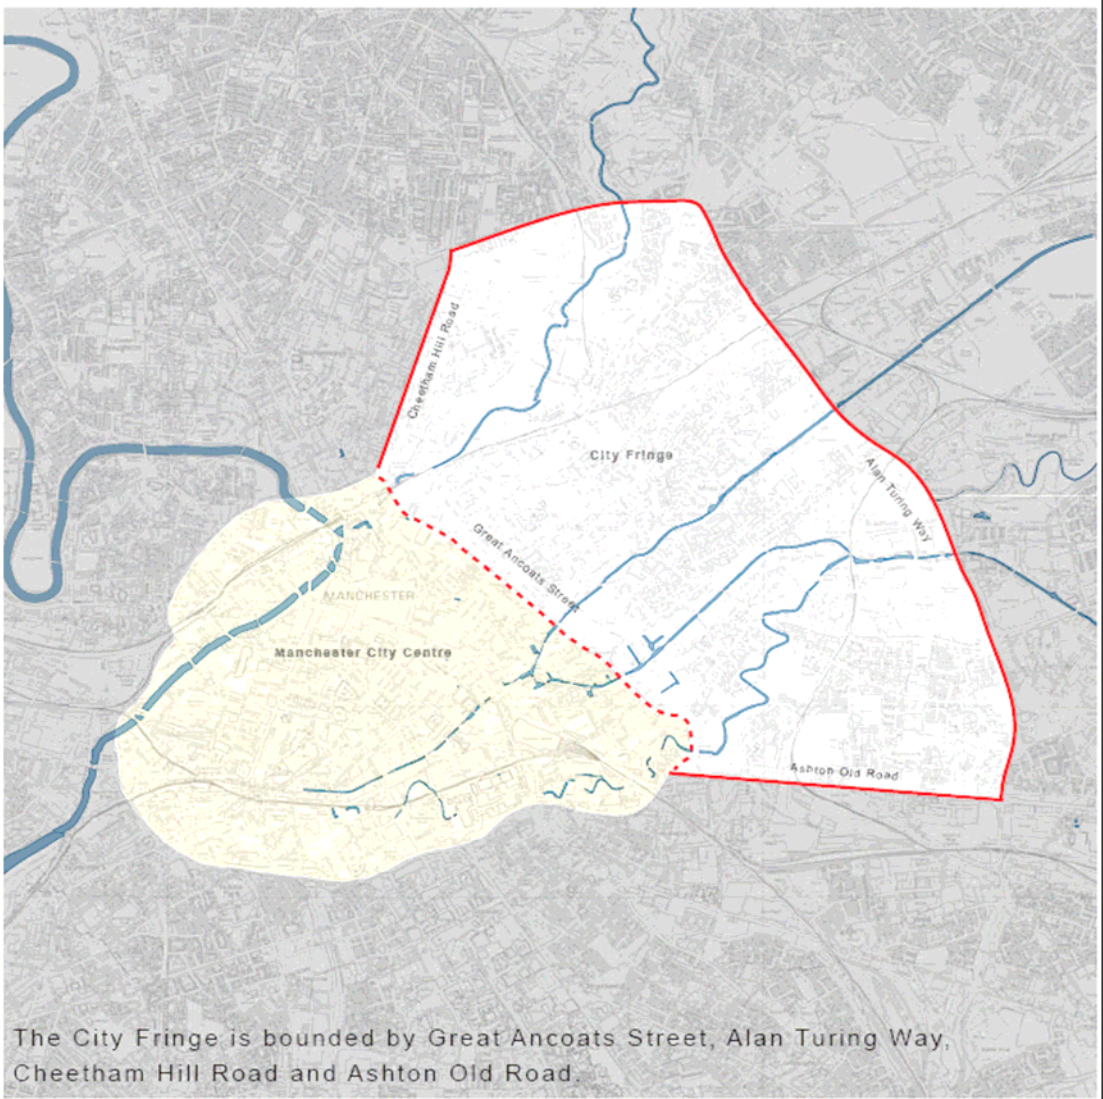 Cheetham Hill Road
City Fringe
Alan Turing Way
Great Ancoats Street
MANCHESTER
Manchester City Centre
Ashton Old Road
The City Fringe is bounded by Great Ancoats Street, Alan Turing Way,
Cheetham Hill Road and Ashton Old Road.